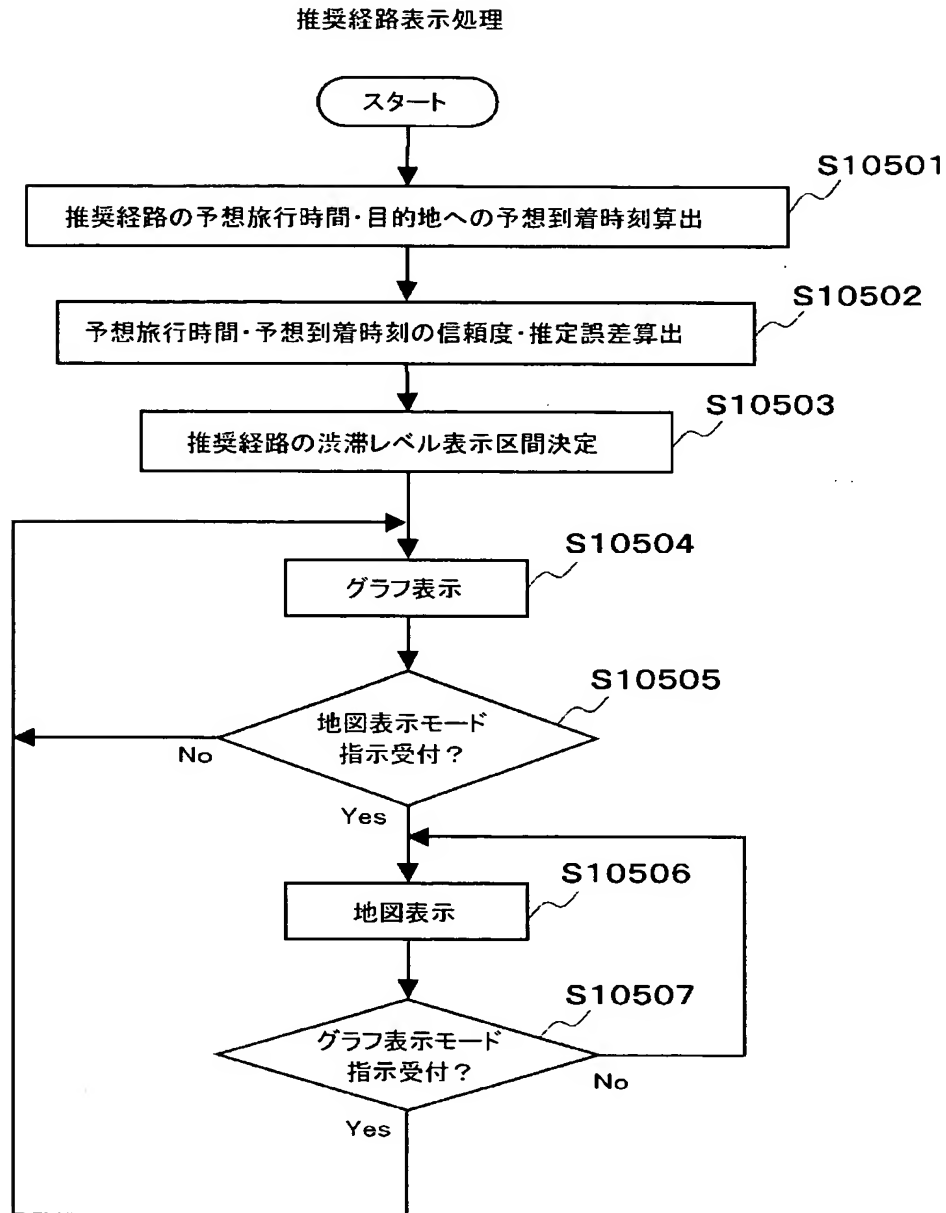 推奨経路表示処理
スタート
S10501
推奨経路の予想旅行時間・目的地への予想到着時刻算出
S10502
予想旅行時間・予想到着時刻の信頼度・推定誤差算出
S10503
推奨経路の渋滞レベル表示区間決定
S10504
グラフ表示
S10505
地図表示モード
指示受付?
No
Yes
S10506
地図表示
S10507
グラフ表示モード
指示受付?
No
Yes